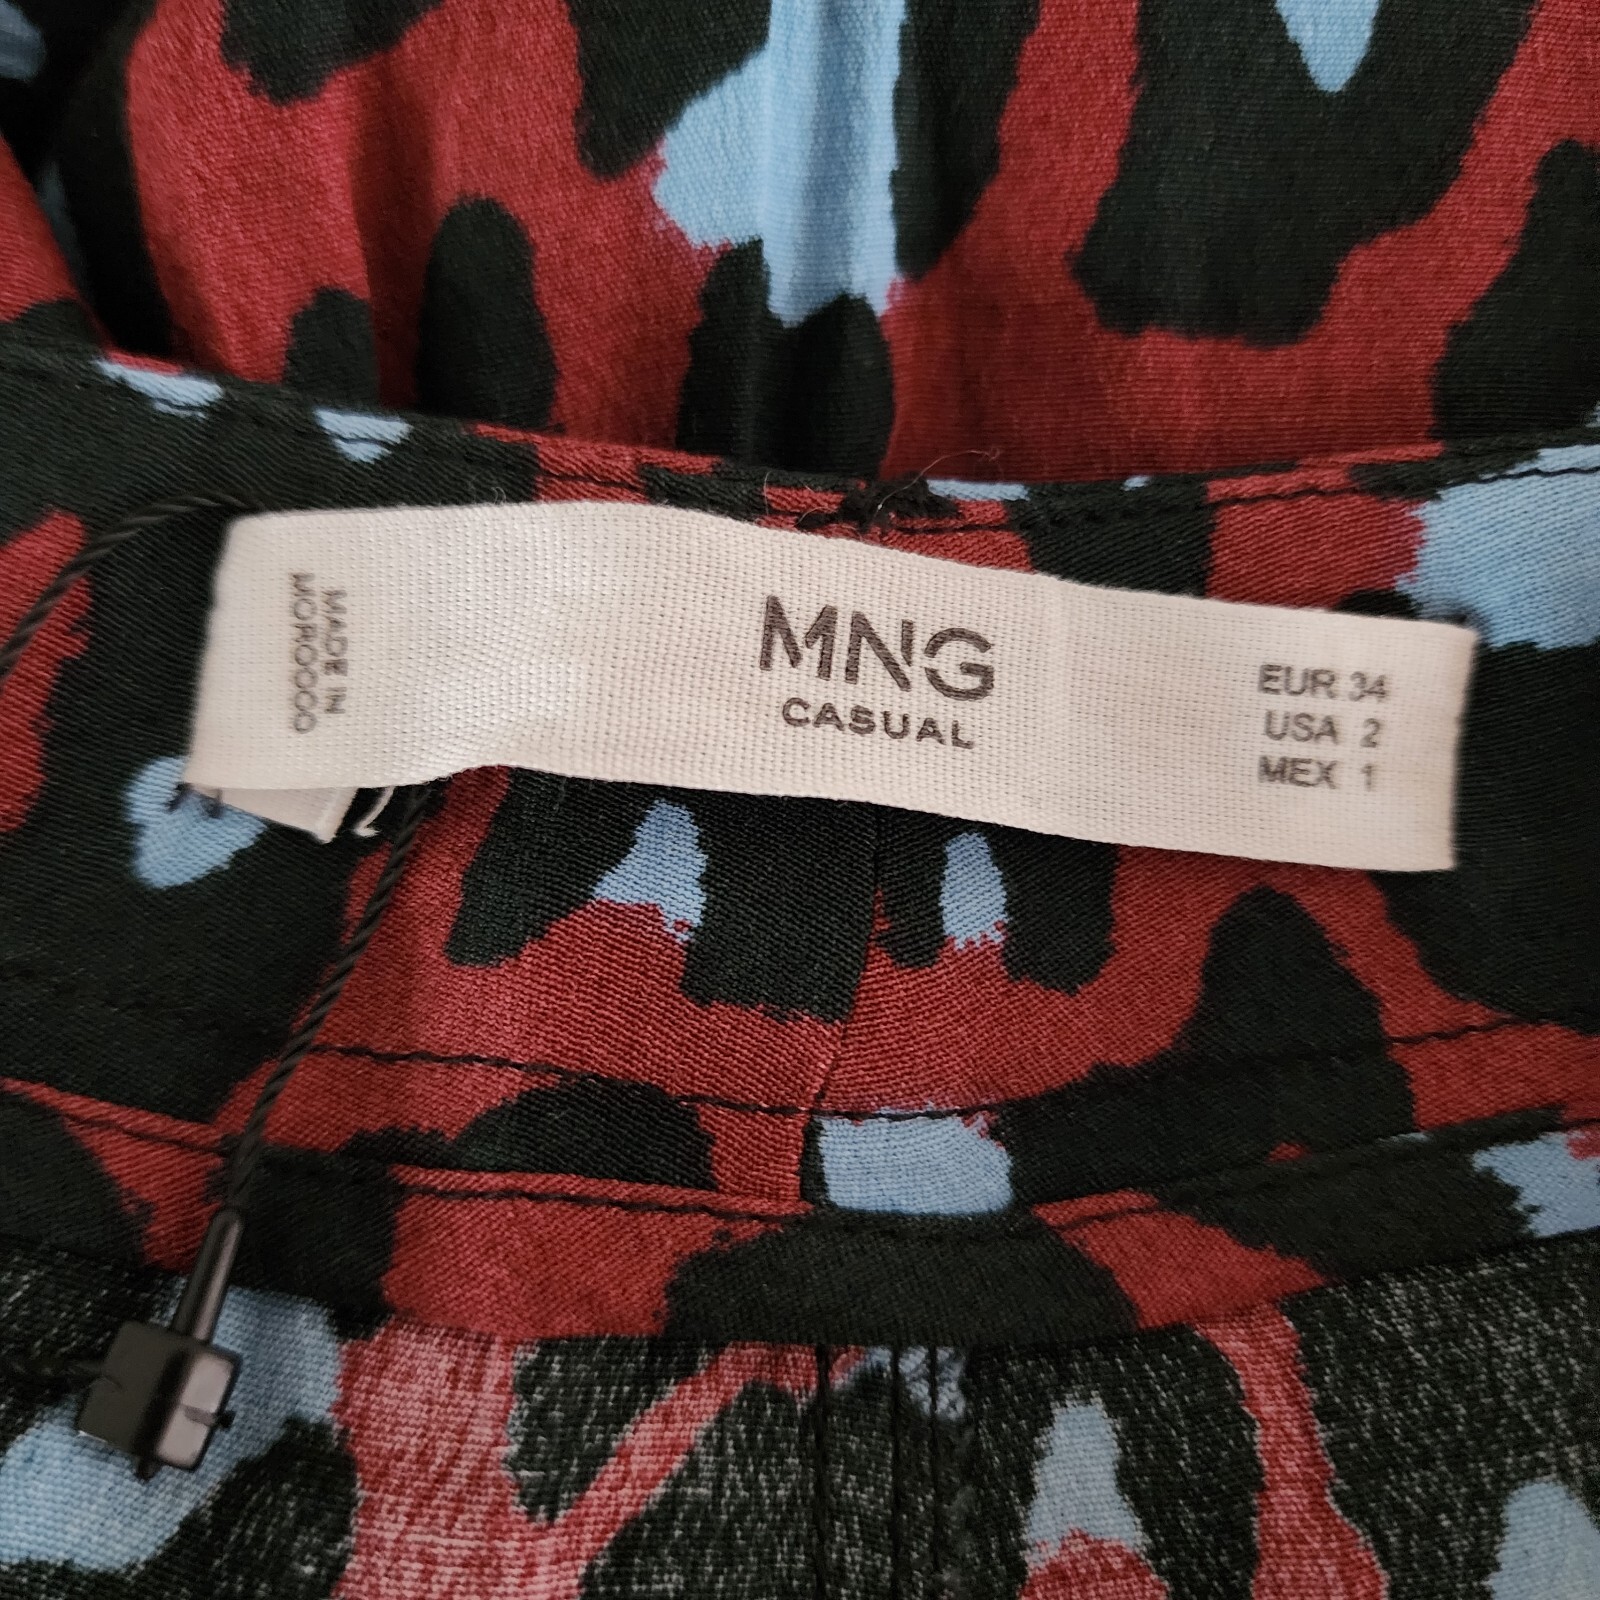 MADE IN
MOROCCO
MNG
CASUAL
EUR 34
USA 2
MEX 1